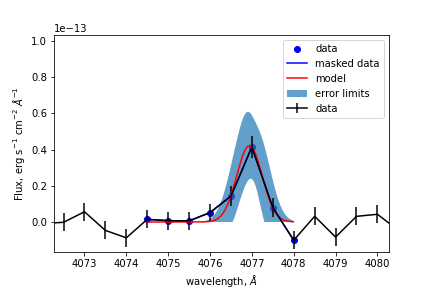 1e−13
1.0
0.8
0.6
0.4
0.2
0.0
Flux, erg s⁻¹ cm⁻² Å⁻¹
data
masked data
model
error limits
data
4073 4074 4075 4076 4077 4078 4079 4080
wavelength, Å